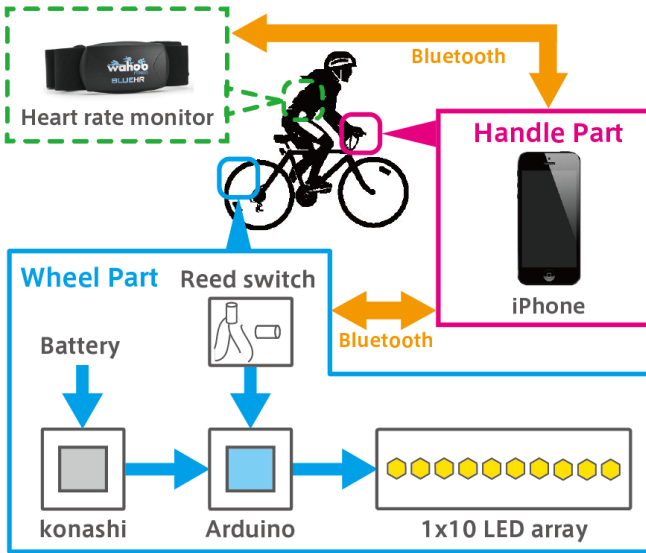 wahoo
fitness
BLUEHR
Heart rate monitor
Bluetooth
Handle Part
iPhone
Wheel Part
Reed switch
Bluetooth
Battery
konashi
Arduino
1x10 LED array